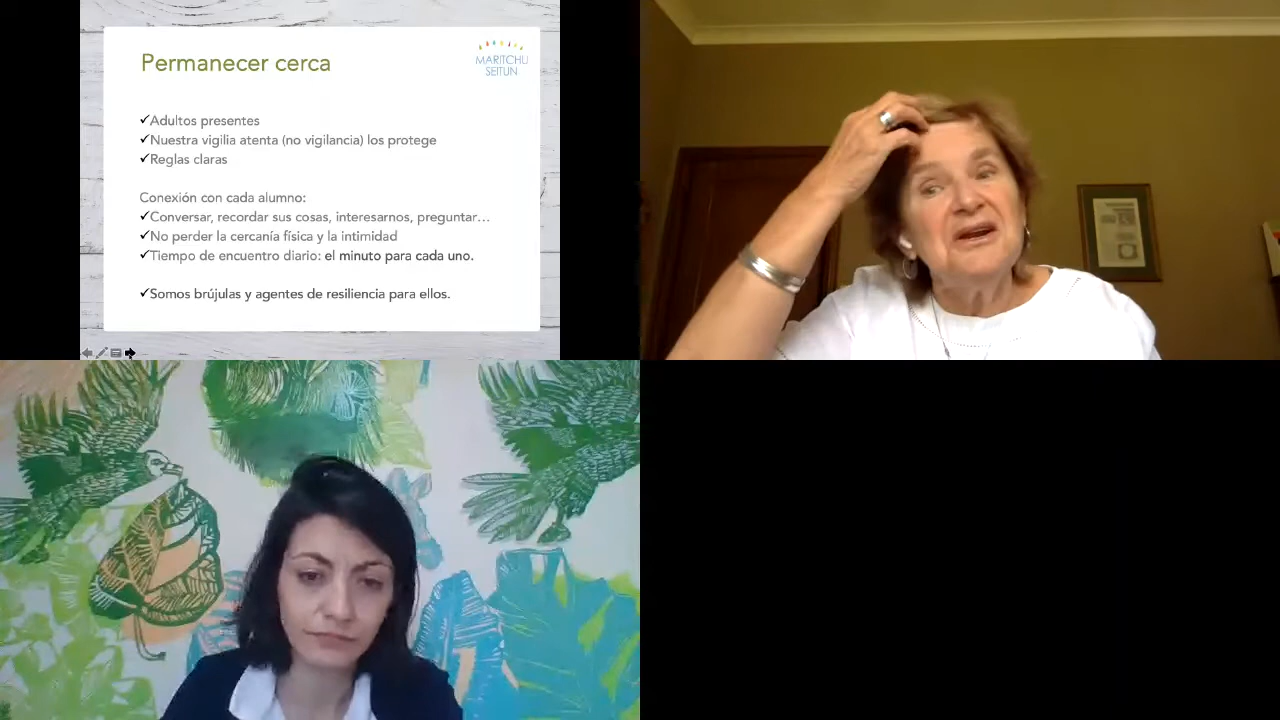 Permanecer cerca
MARITCHU
SEITUN
✓Adultos presentes
✓Nuestra vigilia atenta (no vigilancia) los protege
✓Reglas claras
Conexión con cada alumno:
✓Conversar, recordar sus cosas, interesarnos, preguntar…
✓No perder la cercanía física y la intimidad
✓Tiempo de encuentro diario: el minuto para cada uno.
✓Somos brújulas y agentes de resiliencia para ellos.